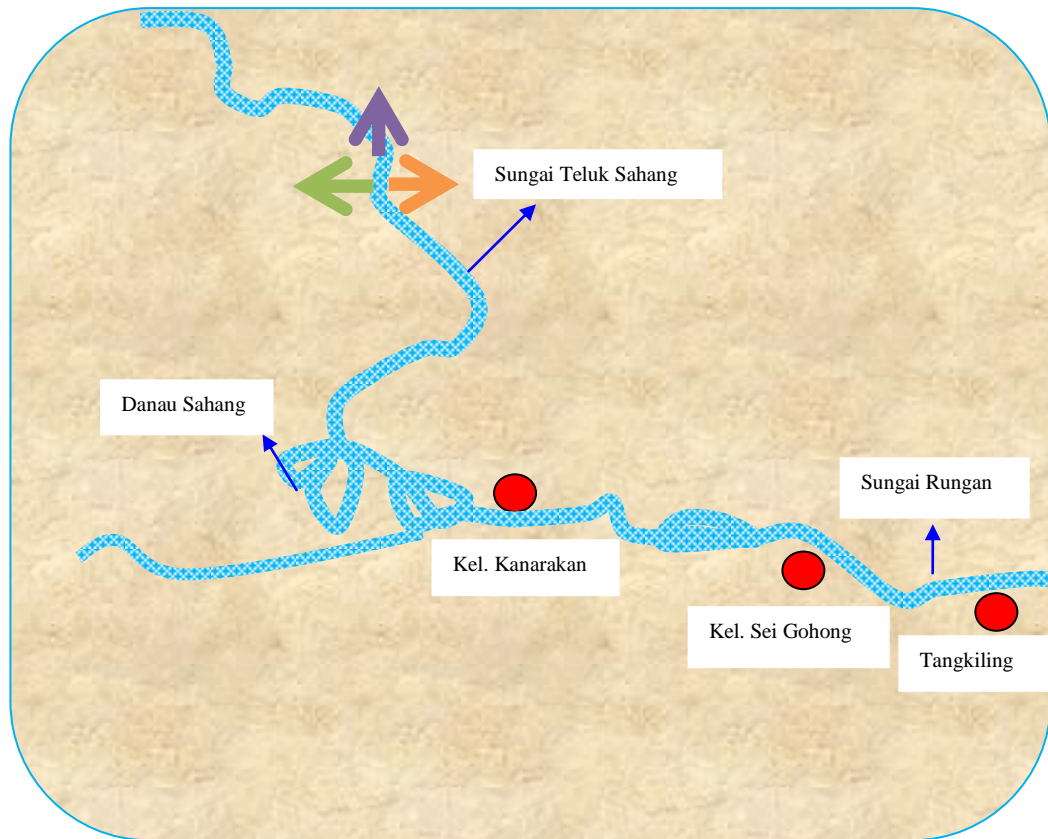 Sungai Teluk Sahang
Danau Sahang
Sungai Rungan
Kel. Kanarakan
Kel. Sei Gohong
Tangkiling